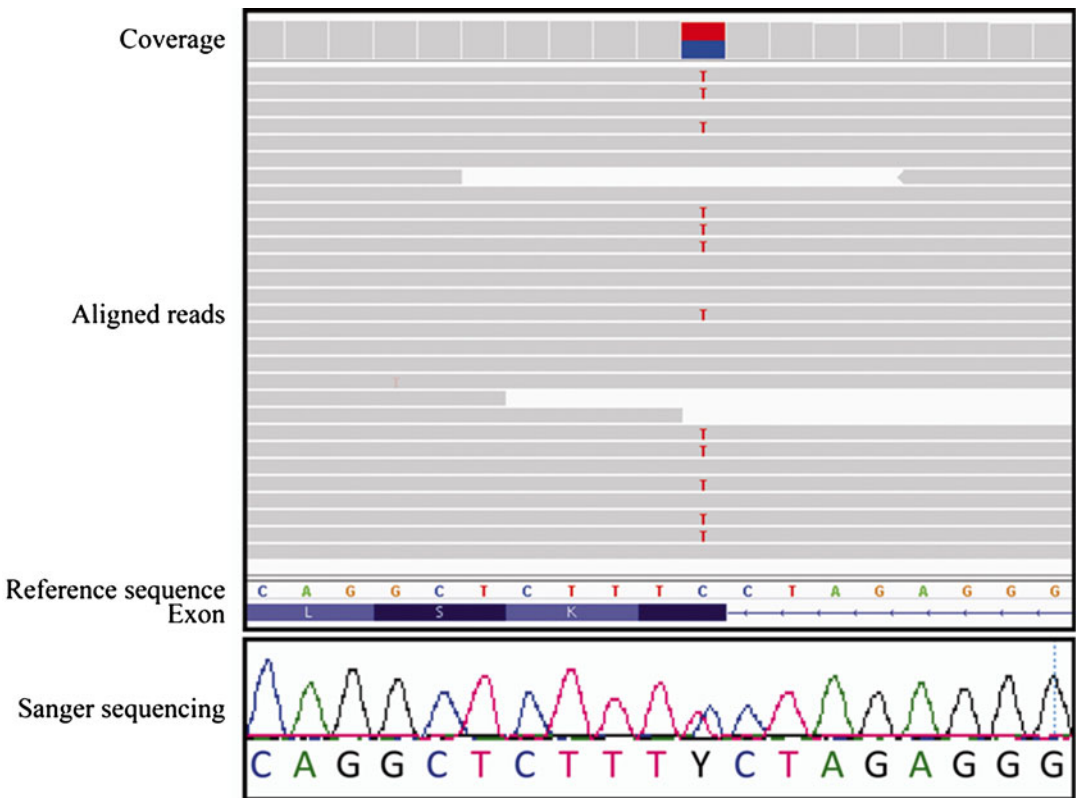 Coverage
T
T
T
T
T
T
Aligned reads
T
T
T
T
T
T
T
Reference sequence
C A G G C T C T T T C C T A G A G G G
Exon
L S K
Sanger sequencing
C A G G C T C T T T Y C T A G A G G G